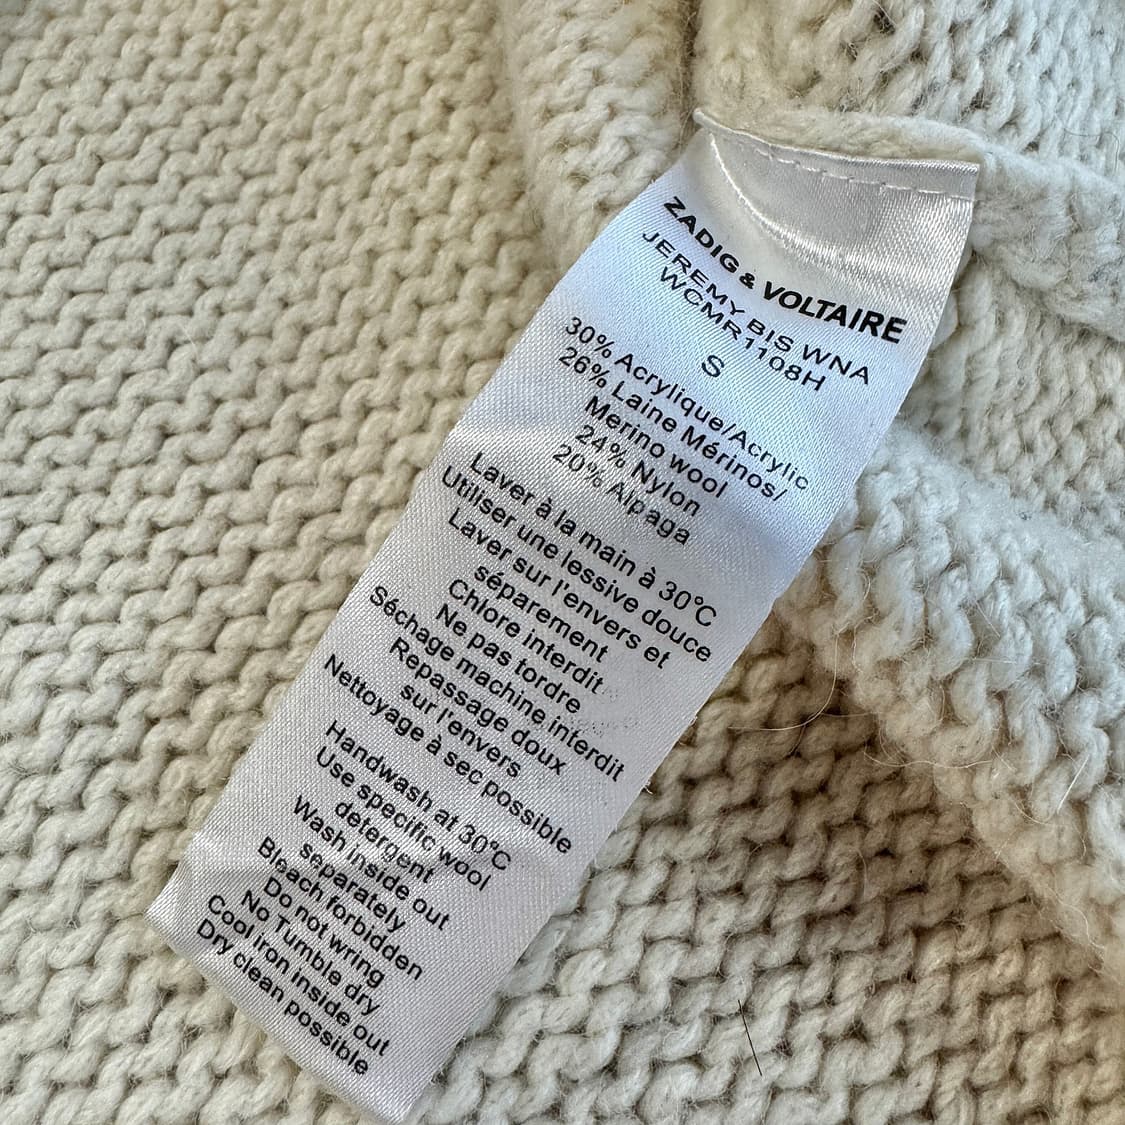 ZADIG & VOLTAIRE
JEREMY BIS WNA
WCMR1108H
S
30% Acrylique/Acrylic
26% Laine Mérinos/
Merino wool
24% Nylon
20% Alpaga
Laver à la main à 30°C
Utiliser une lessive douce
Laver sur l'envers et
séparement
Chlore interdit
Ne pas tordre
Séchage machine interdit
Repassage doux
sur l'envers
Nettoyage à sec possible
Handwash at 30°C
Use specific wool
detergent
Wash inside out
separately
Bleach forbidden
Do not wring
No Tumble dry
Cool iron inside out
Dry clean possible